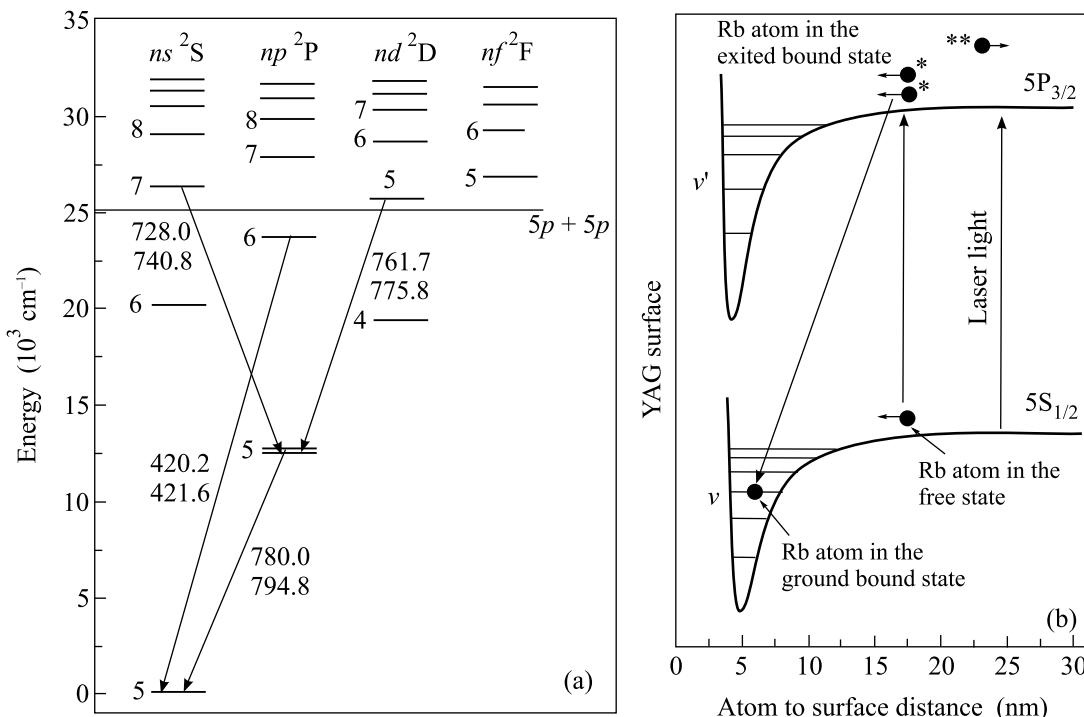 35
30
25
20
15
10
5
0
Energy (10³ cm⁻¹)
ns ²S
np ²P
nd ²D
nf ²F
8
7
6
5
8
7
6
5
7
6
5
4
6
5
5p + 5p
728.0
740.8
761.7
775.8
420.2
421.6
780.0
794.8
(a)
Rb atom in the
exited bound state
**
*
*
5P3/2
v'
YAG surface
Laser light
5S1/2
Rb atom in the
free state
v
Rb atom in the
ground bound state
(b)
0 5 10 15 20 25 30
Atom to surface distance (nm)